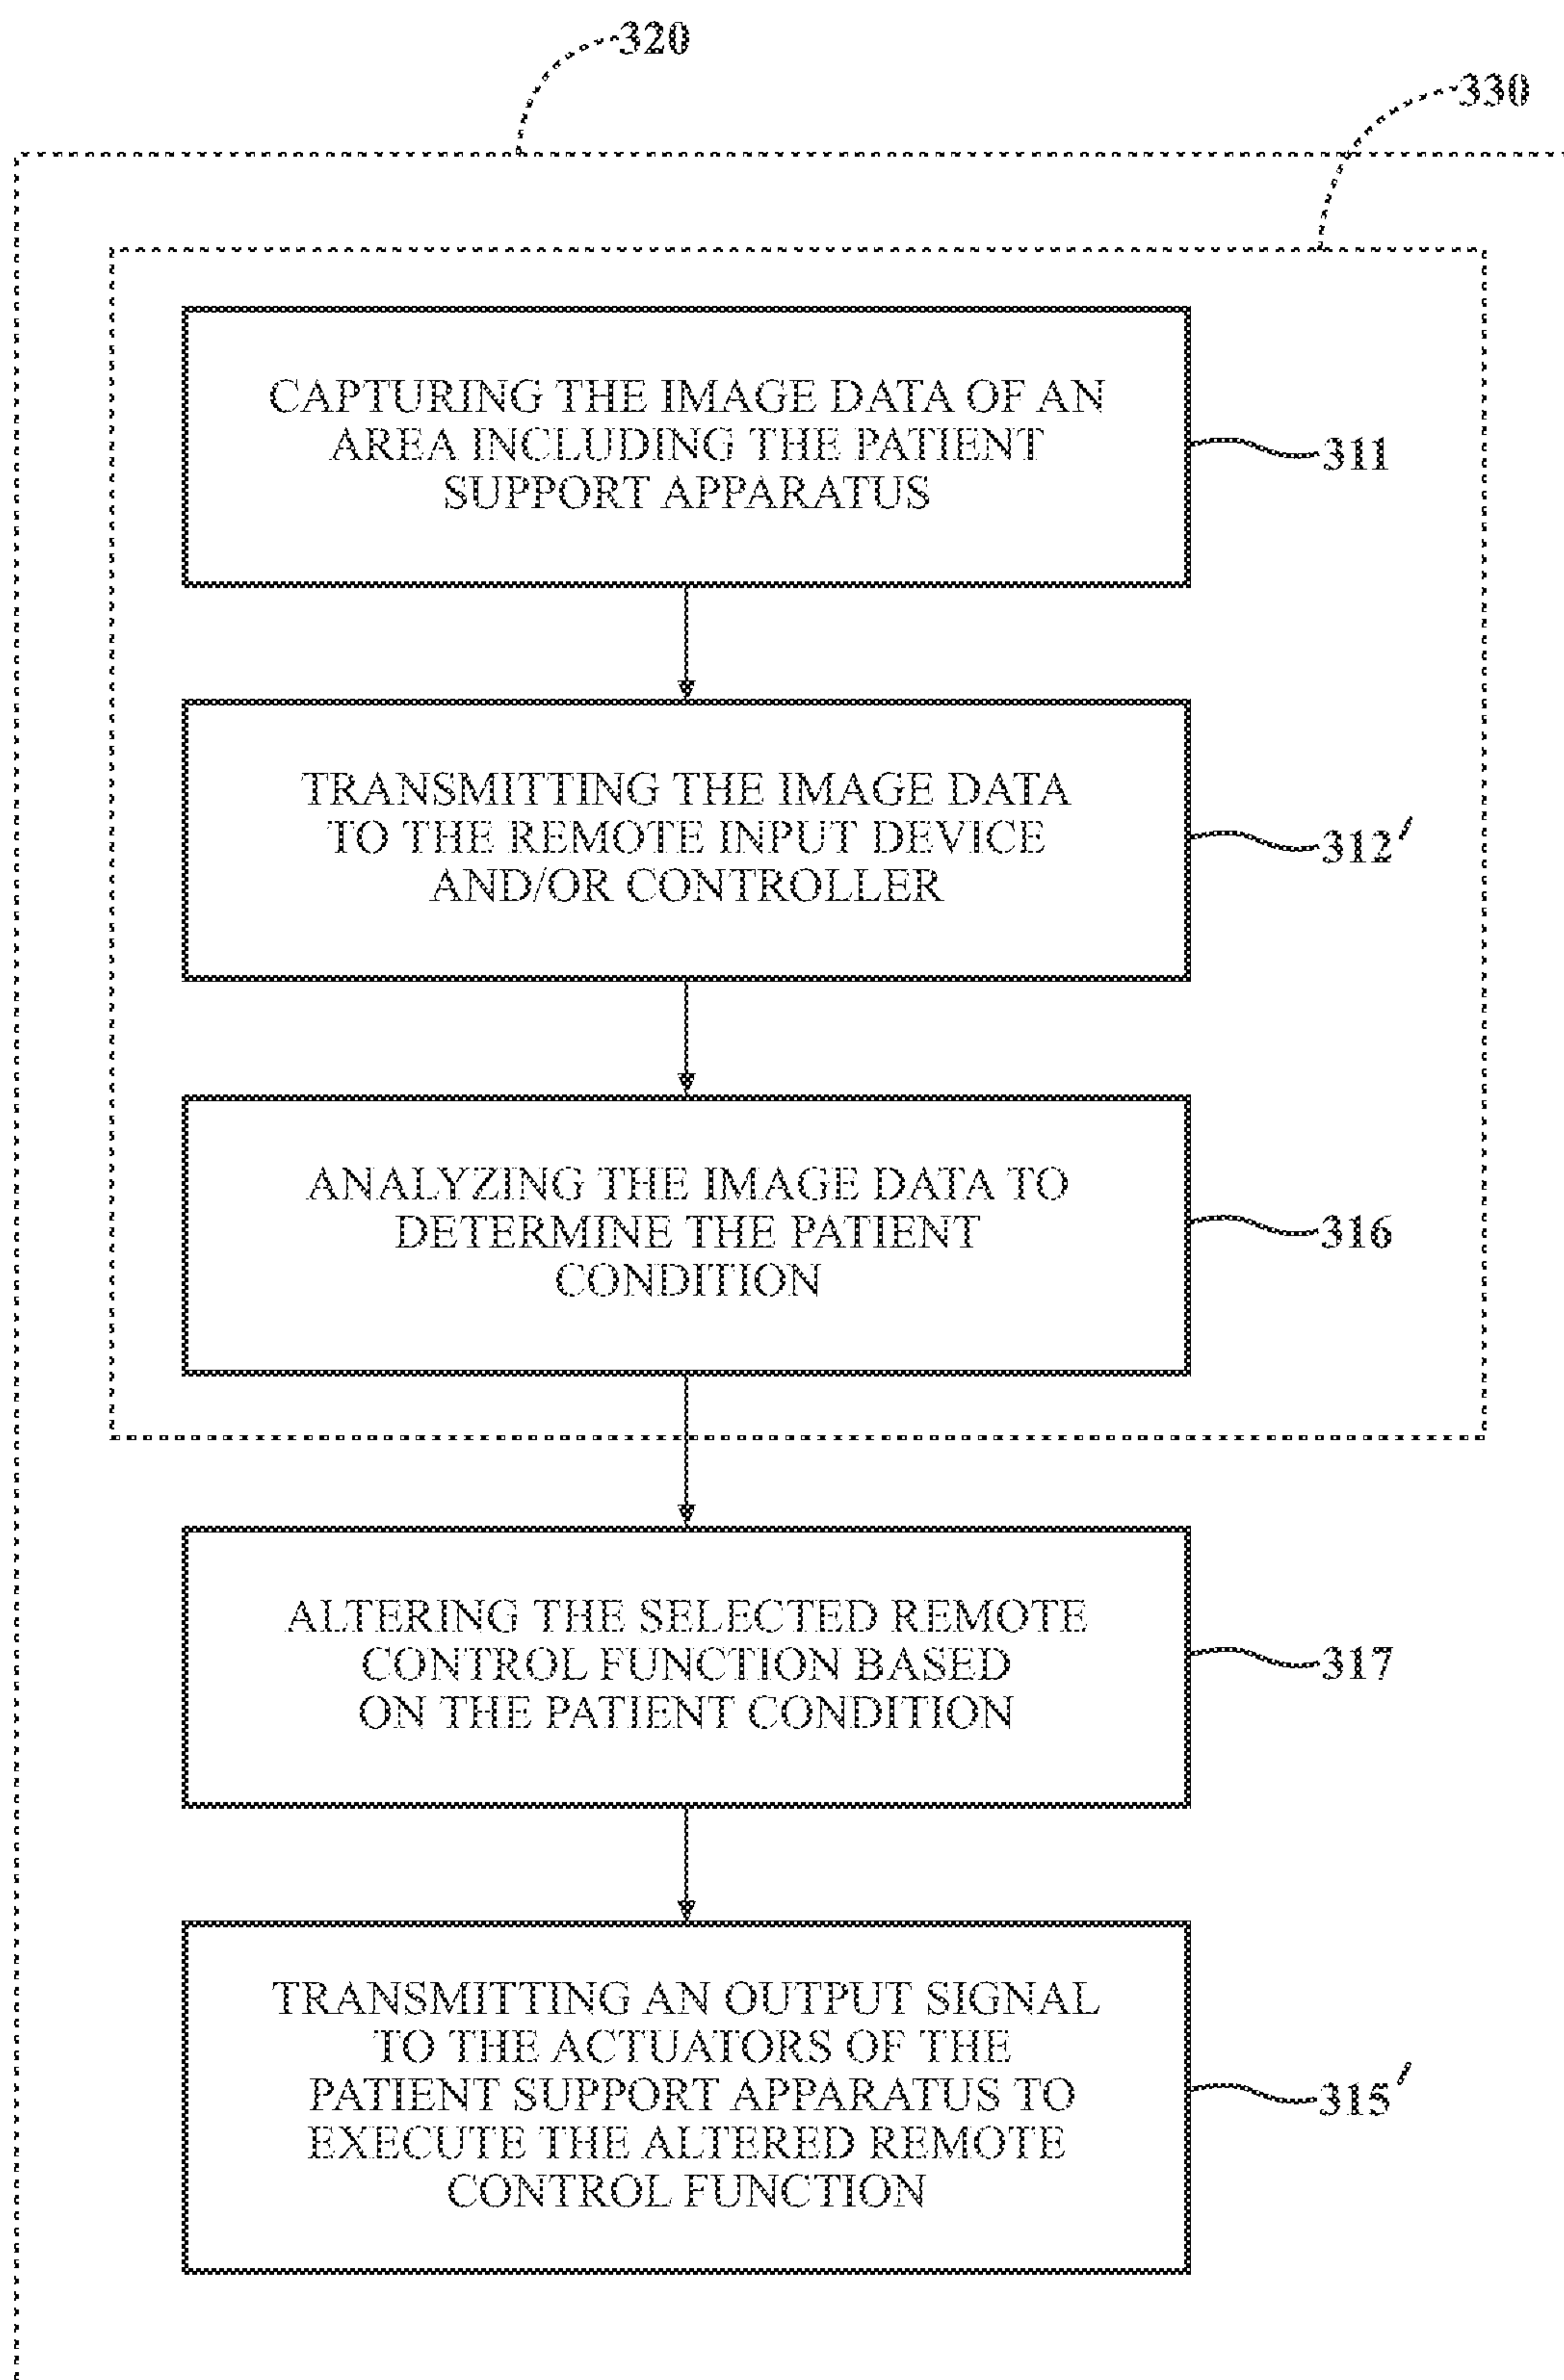 320
330
CAPTURING THE IMAGE DATA OF AN
AREA INCLUDING THE PATIENT
SUPPORT APPARATUS
311
TRANSMITTING THE IMAGE DATA
TO THE REMOTE INPUT DEVICE
AND/OR CONTROLLER
312'
ANALYZING THE IMAGE DATA TO
DETERMINE THE PATIENT
CONDITION
316
ALTERING THE SELECTED REMOTE
CONTROL FUNCTION BASED
ON THE PATIENT CONDITION
317
TRANSMITTING AN OUTPUT SIGNAL
TO THE ACTUATORS OF THE
PATIENT SUPPORT APPARATUS TO
EXECUTE THE ALTERED REMOTE
CONTROL FUNCTION
315'